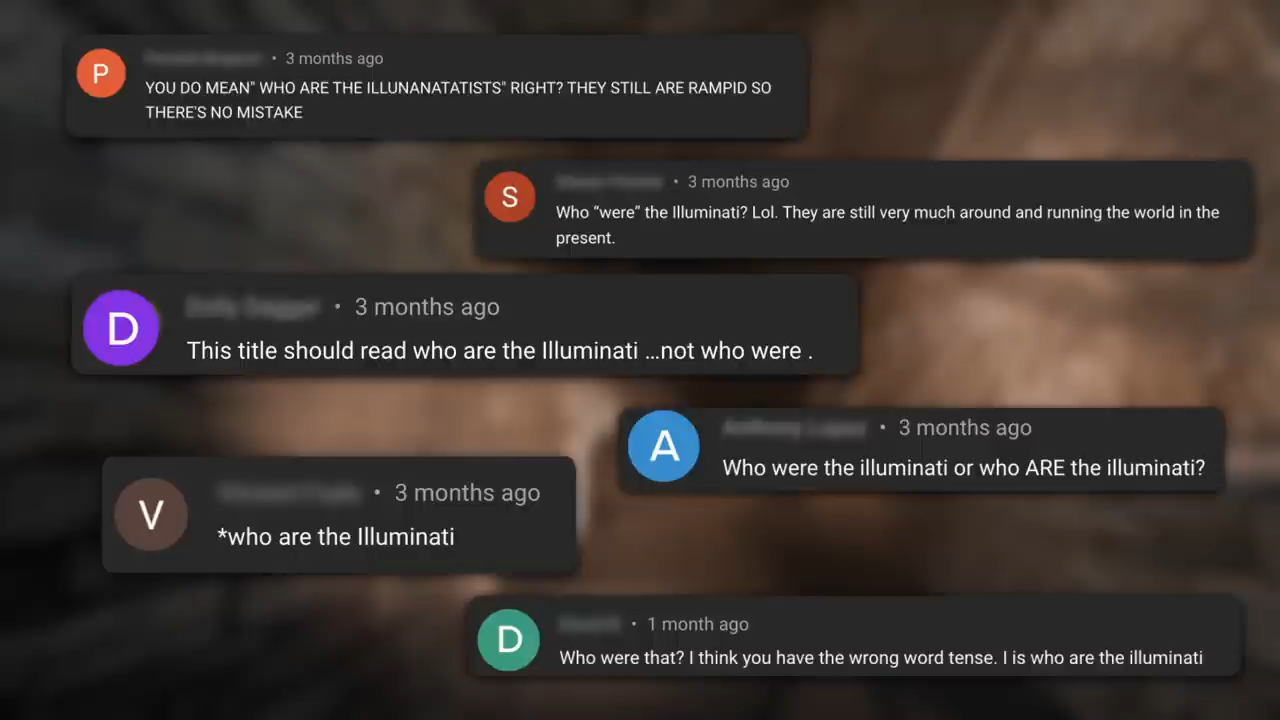 P
• 3 months ago
YOU DO MEAN" WHO ARE THE ILLUNANATATISTS" RIGHT? THEY STILL ARE RAMPID SO
THERE'S NO MISTAKE
S
• 3 months ago
Who “were” the Illuminati? Lol. They are still very much around and running the world in the
present.
D
• 3 months ago
This title should read who are the Illuminati ...not who were .
A
• 3 months ago
Who were the illuminati or who ARE the illuminati?
V
• 3 months ago
*who are the Illuminati
D
• 1 month ago
Who were that? I think you have the wrong word tense. I is who are the illuminati